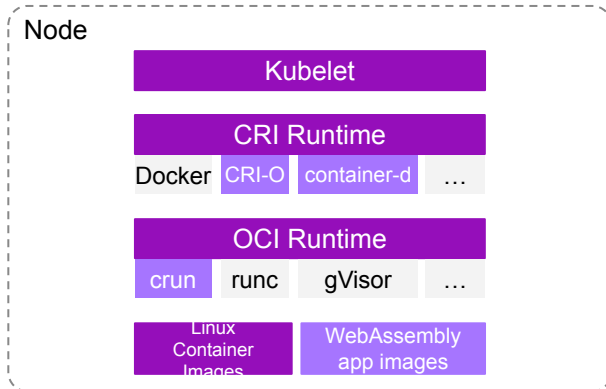 Node
Kubelet
CRI Runtime
Docker CRI-O container-d …
OCI Runtime
crun runc gVisor …
Linux
Container
Images
WebAssembly
app images